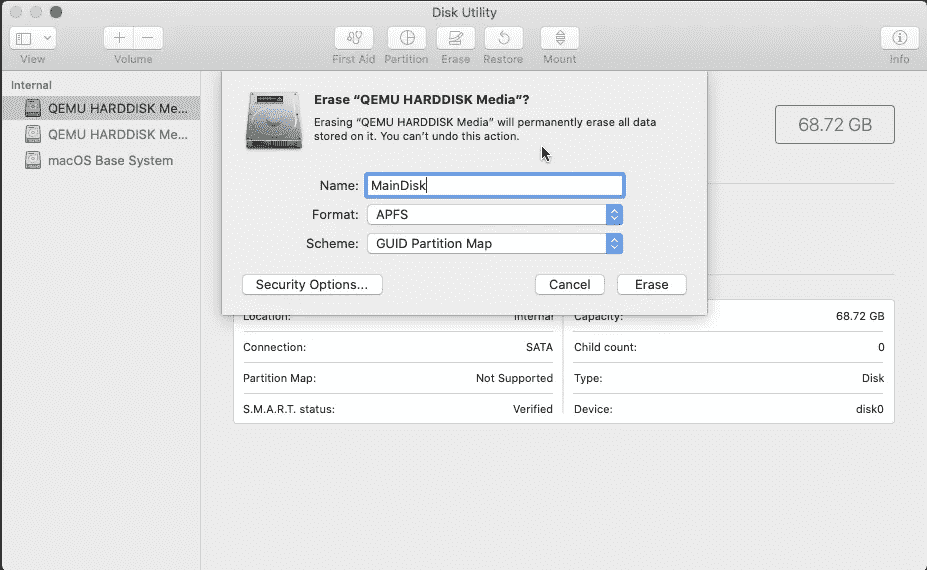 Disk Utility
View
Volume
First Aid
Partition
Erase
Restore
Mount
Info
Internal
QEMU HARDDISK Me...
QEMU HARDDISK Me...
macOS Base System
Erase “QEMU HARDDISK Media”?
Erasing “QEMU HARDDISK Media” will permanently erase all data
stored on it. You can’t undo this action.
68.72 GB
Name: MainDisk
Format: APFS
Scheme: GUID Partition Map
Security Options...
Cancel
Erase
Location: Internal
Capacity: 68.72 GB
Connection: SATA
Child count: 0
Partition Map: Not Supported
Type: Disk
S.M.A.R.T. status: Verified
Device: disk0